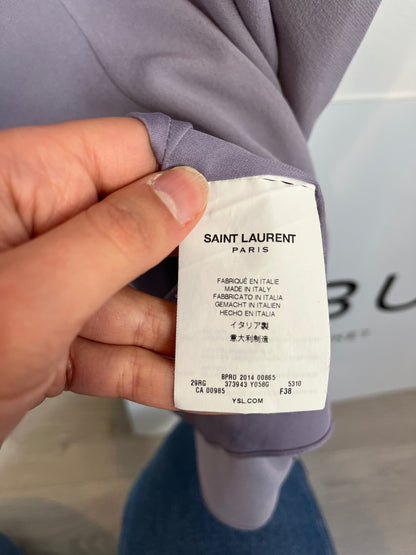 SAINT LAURENT
PARIS
FABRIQUÉ EN ITALIE
MADE IN ITALY
FABBRICATO IN ITALIA
GEMACHT IN ITALIEN
HECHO EN ITALIA
イタリア製
意大利制造
BPRO 2014 00865
29RG 373943 Y058G 5310
CA 00985 F38
YSL.COM
BU